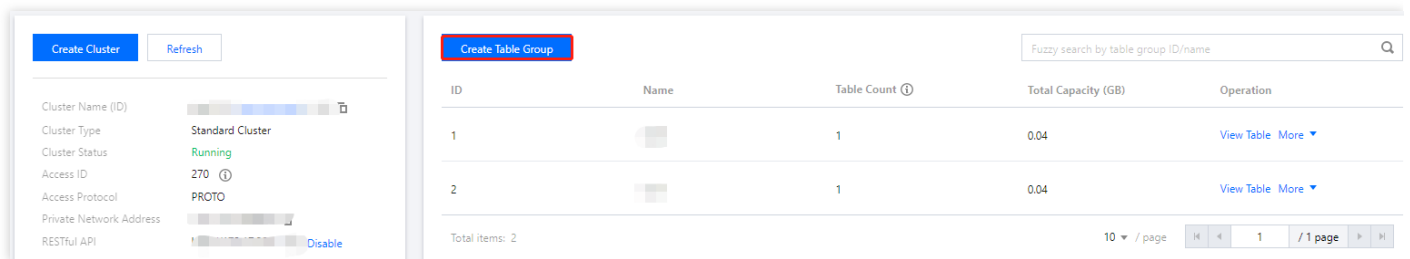 Create Cluster
Refresh
Cluster Name (ID)
Cluster Type Standard Cluster
Cluster Status Running
Access ID 270
Access Protocol PROTO
Private Network Address
RESTful API Disable
Create Table Group
Fuzzy search by table group ID/name
ID Name Table Count Total Capacity (GB) Operation
1 1 0.04 View Table More
2 1 0.04 View Table More
Total items: 2 10 / page 1 / 1 page